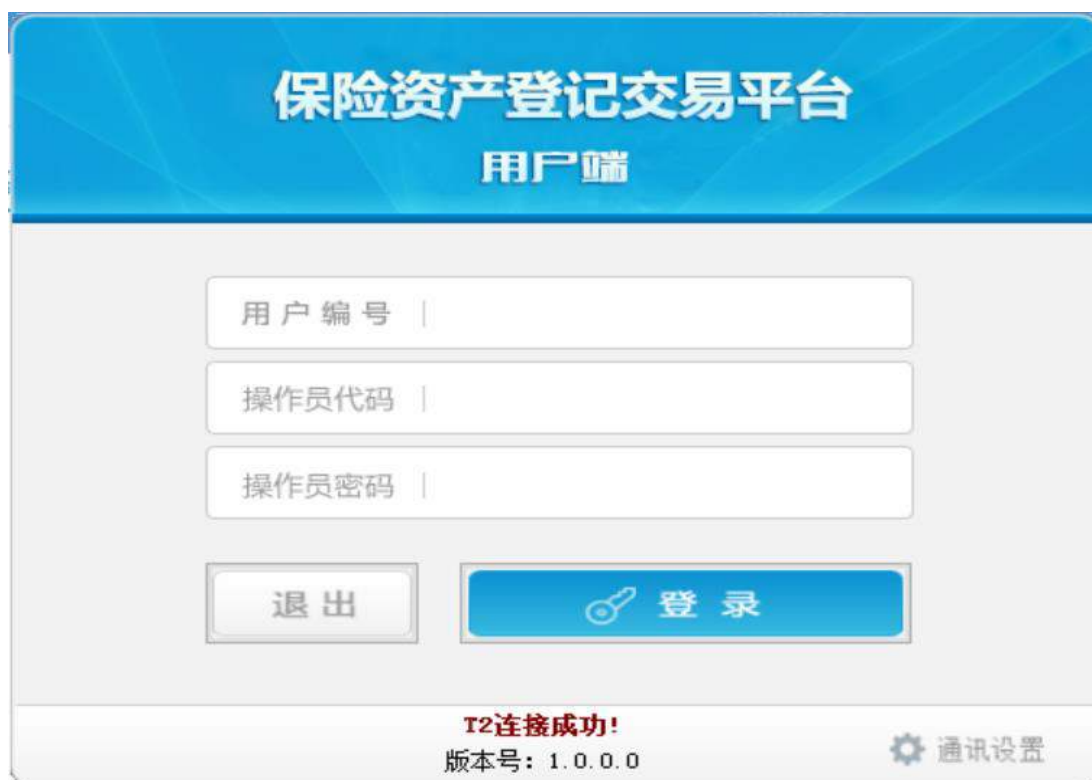 保险资产登记交易平台
用户端
用户编号
操作员代码
操作员密码
退出
登录
T2连接成功!
版本号: 1.0.0.0
通讯设置